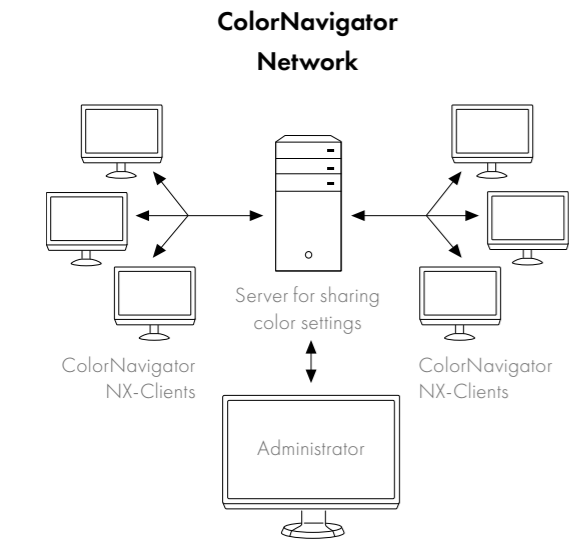 ColorNavigator
Network
Server for sharing
color settings
ColorNavigator
NX-Clients
ColorNavigator
NX-Clients
Administrator